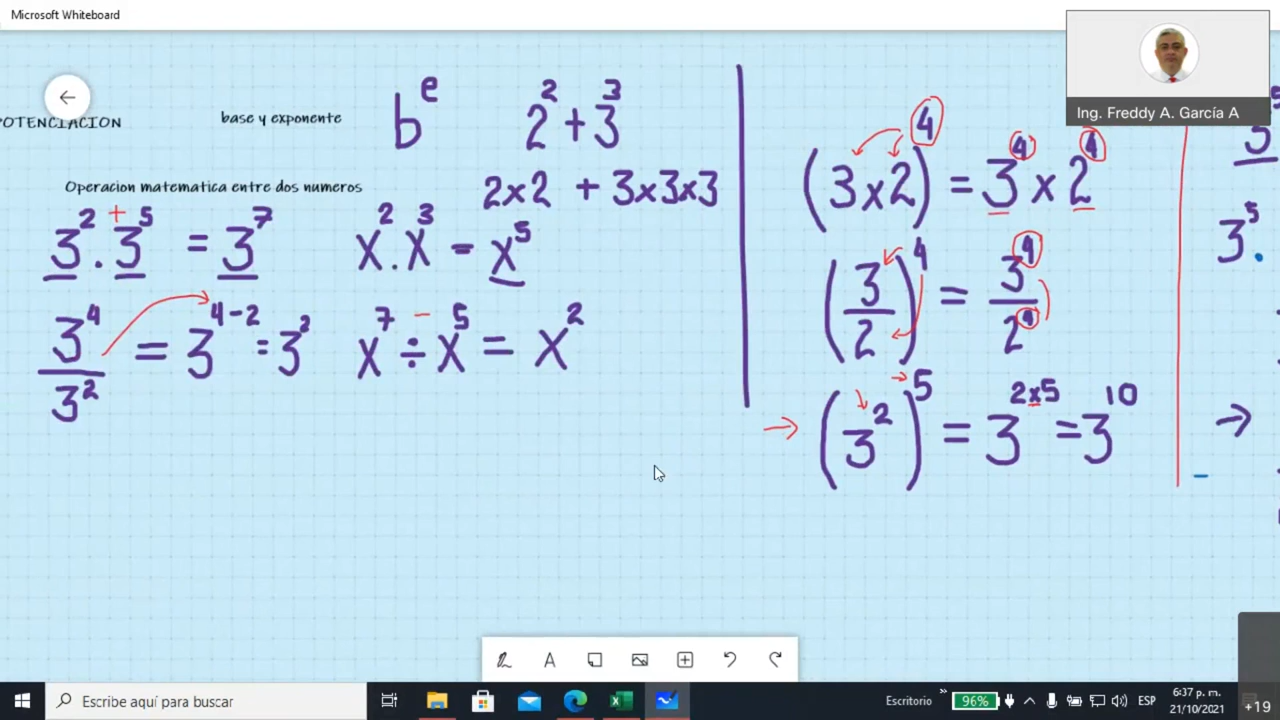 Microsoft Whiteboard
Ing. Freddy A. García A
POTENCIACION
base y exponente
b^e
2^2 + 3^3
Operacion matematica entre dos numeros
2x2 + 3x3x3
3^2 + . 3^5 = 3^7
x^2 . x^3 = x^5
3^4 / 3^2 = 3^(4-2) = 3^2
x^7 - ÷ x^5 = x^2
(3x2)^4 = 3^4 x 2^4
(3/2)^4 = 3^4 / 2^4
→ (3^2)^5 = 3^(2x5) = 3^10
3^5 .
→
Escribe aquí para buscar
Escritorio
96%
ESP
6:37 p. m.
21/10/2021
+19